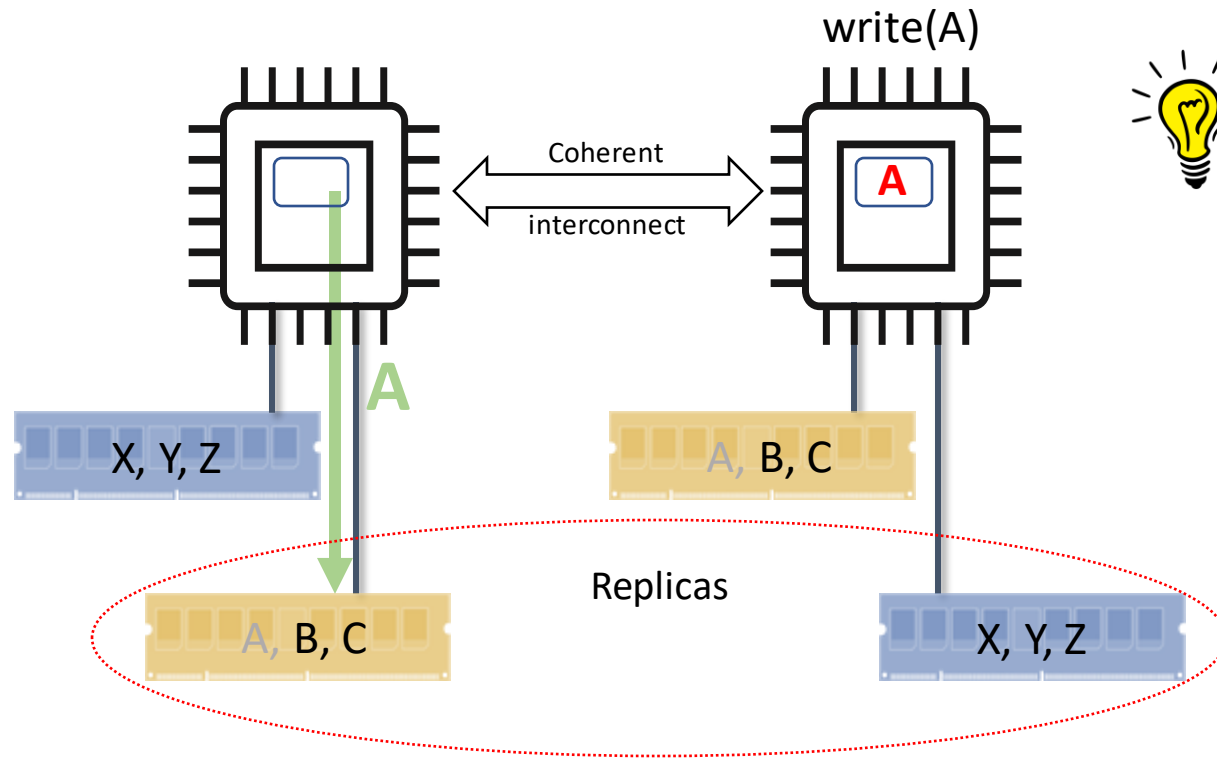 write(A)
Coherent
interconnect
A
A
X, Y, Z
A, B, C
Replicas
A, B, C
X, Y, Z